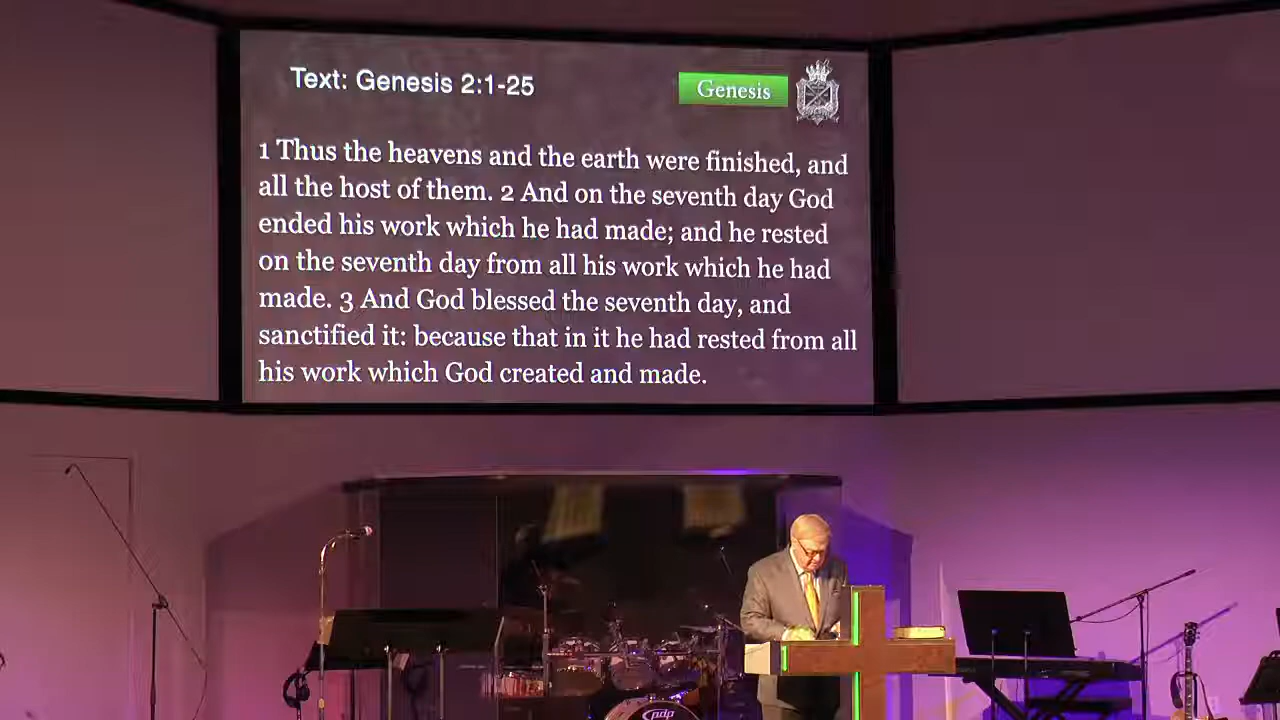 Text: Genesis 2:1-25
Genesis
1 Thus the heavens and the earth were finished, and
all the host of them. 2 And on the seventh day God
ended his work which he had made; and he rested
on the seventh day from all his work which he had
made. 3 And God blessed the seventh day, and
sanctified it: because that in it he had rested from all
his work which God created and made.
pdp